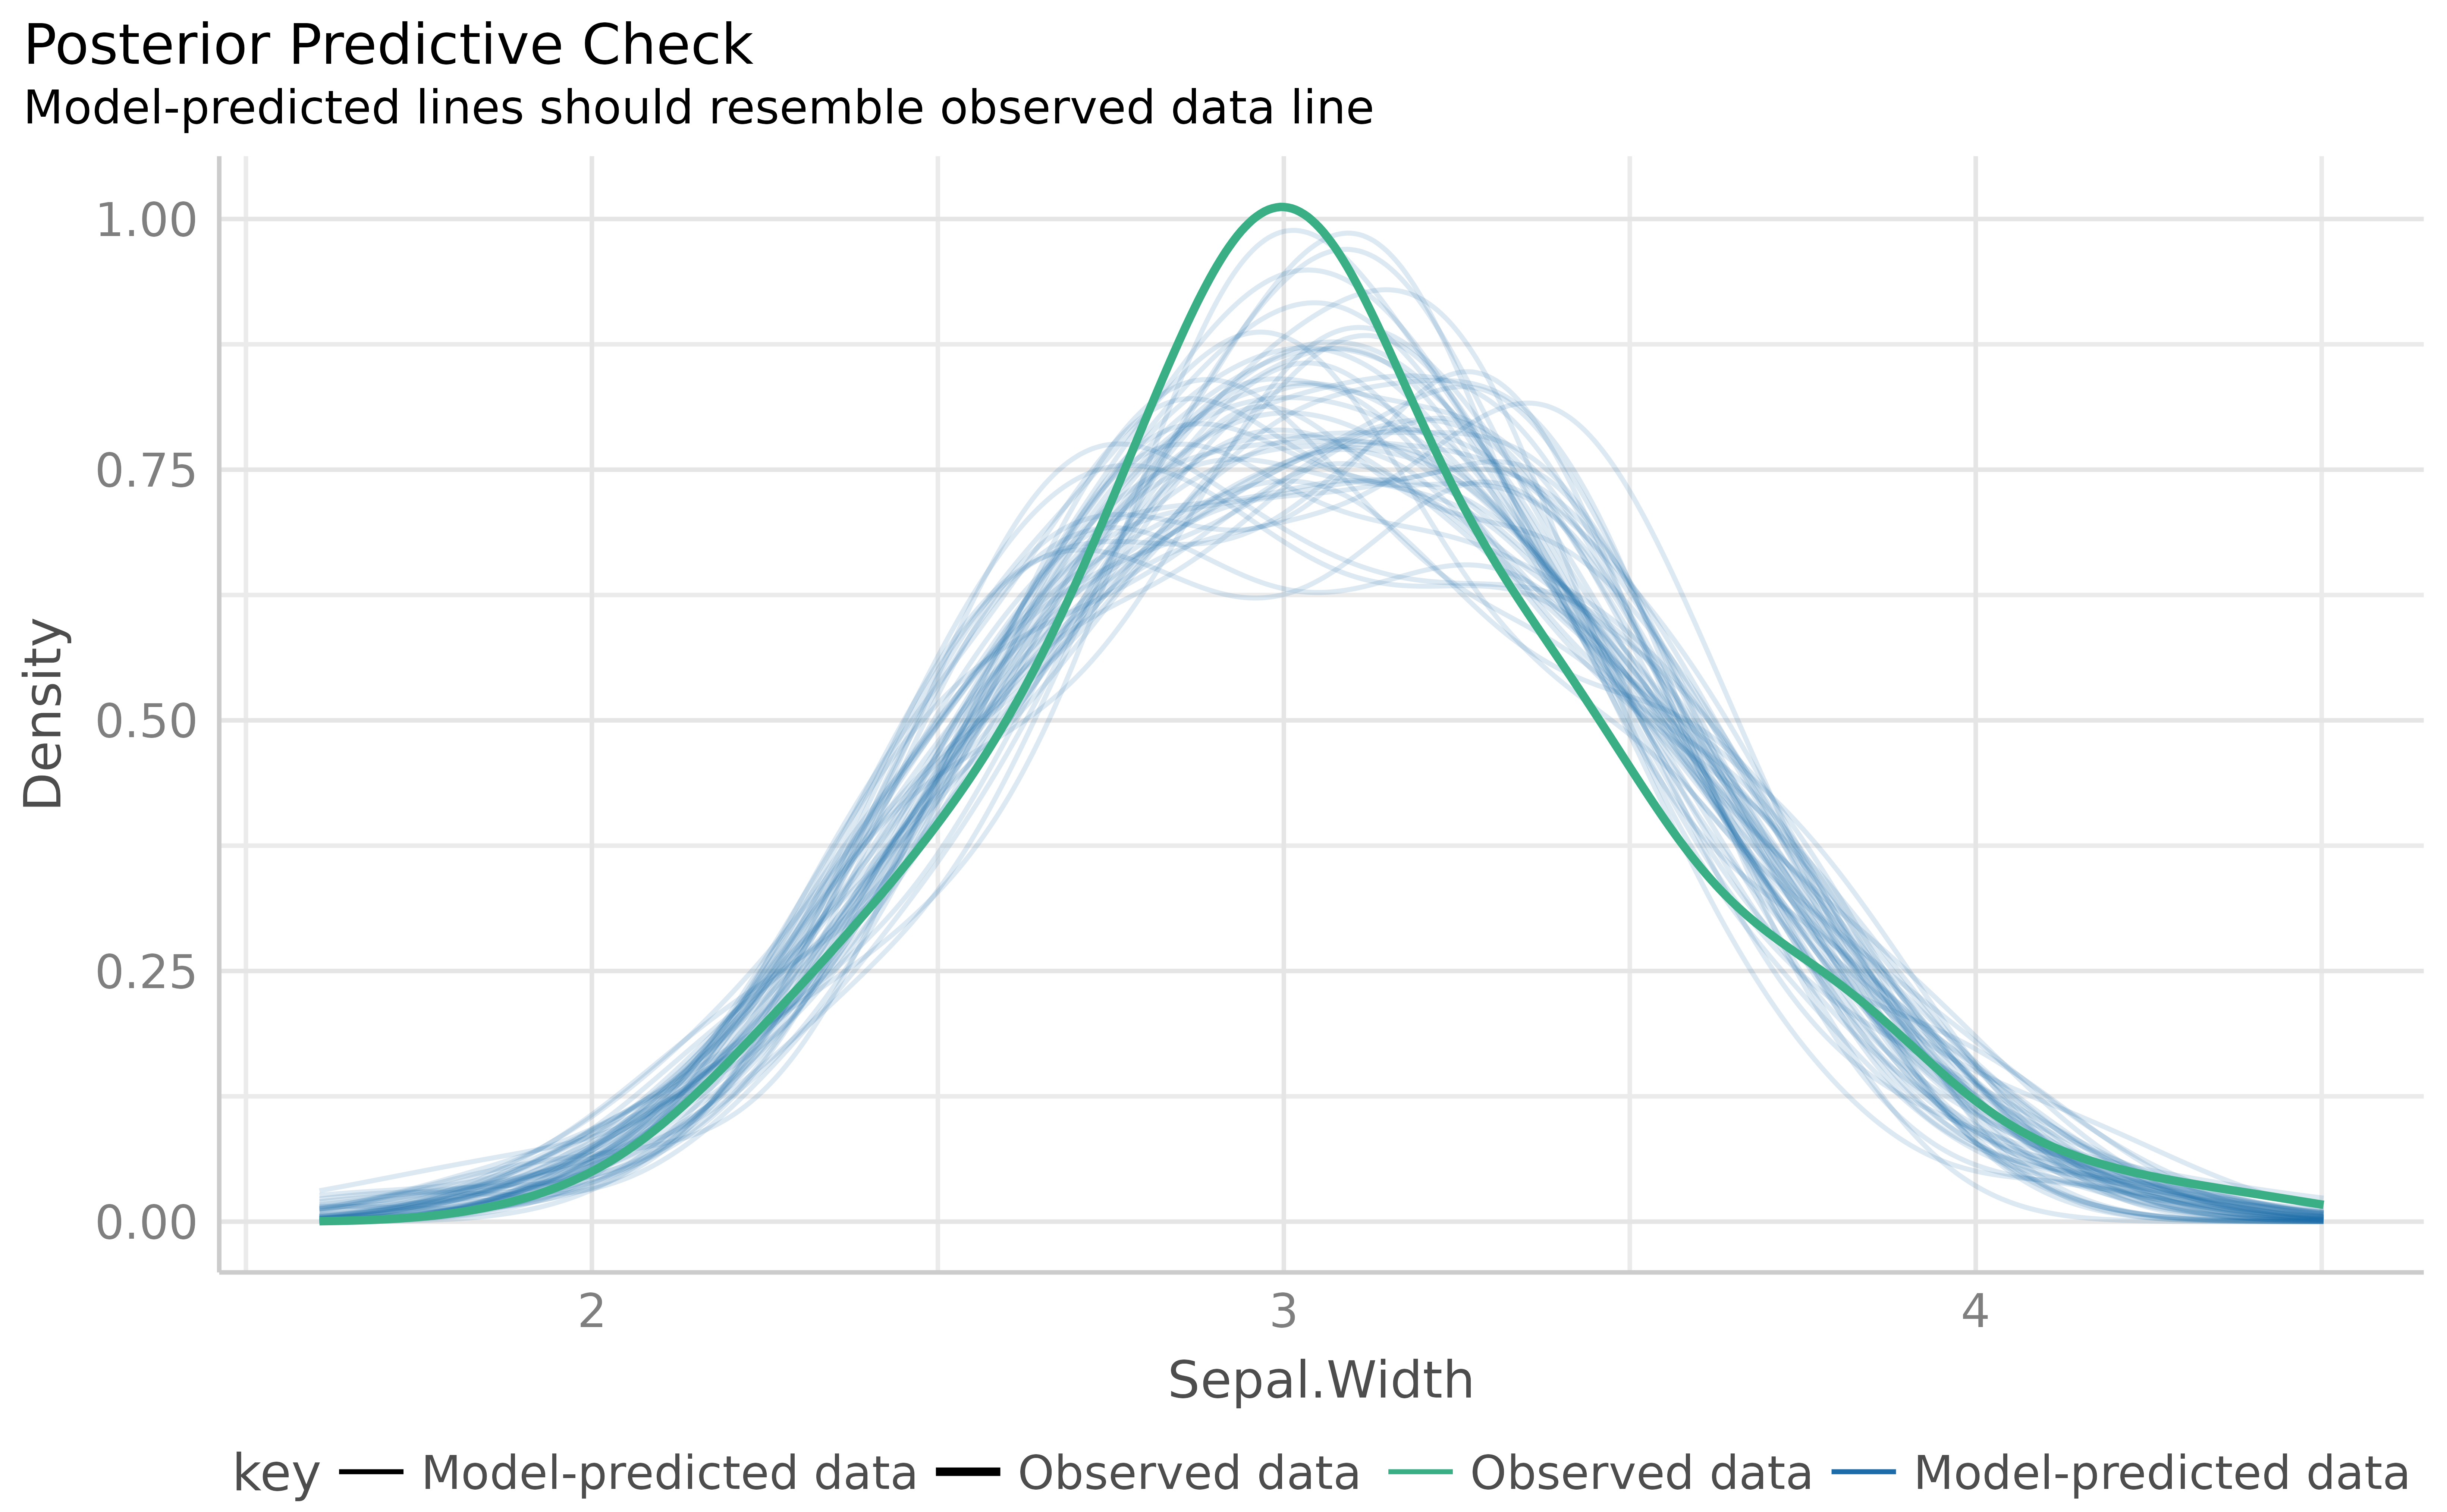 Posterior Predictive Check
Model-predicted lines should resemble observed data line
1.00
0.75
0.50
0.25
0.00
Density
2 3 4
Sepal.Width
key Model-predicted data Observed data Observed data Model-predicted data